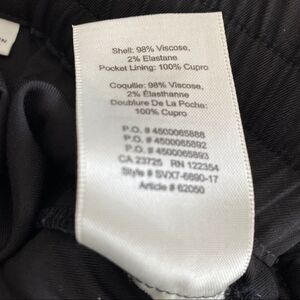 Shell: 98% Viscose,
2% Elastane
Pocket Lining: 100% Cupro
Coquille: 98% Viscose,
2% Élasthanne
Doublure De La Poche:
100% Cupro
P.O. # 4500065888
P.O. # 4500065892
P.O. # 4500065893
CA 23725 RN 122354
Style # SVX7-6690-17
Article # 62050